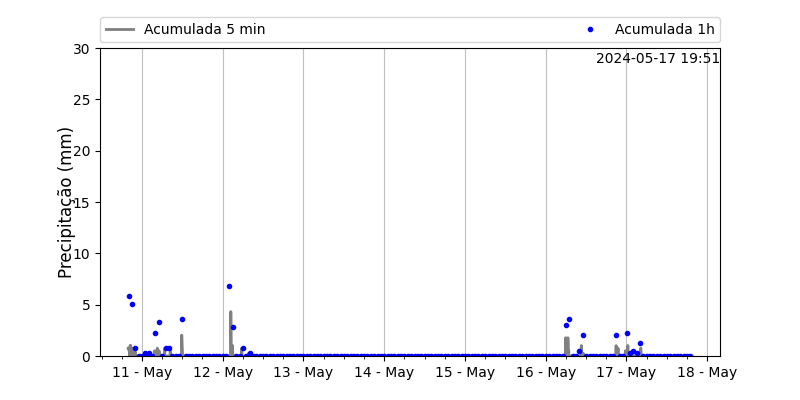 Acumulada 5 min
Acumulada 1h
2024-05-17 19:51
Precipitação (mm)
30
25
20
15
10
5
0
11 - May
12 - May
13 - May
14 - May
15 - May
16 - May
17 - May
18 - May